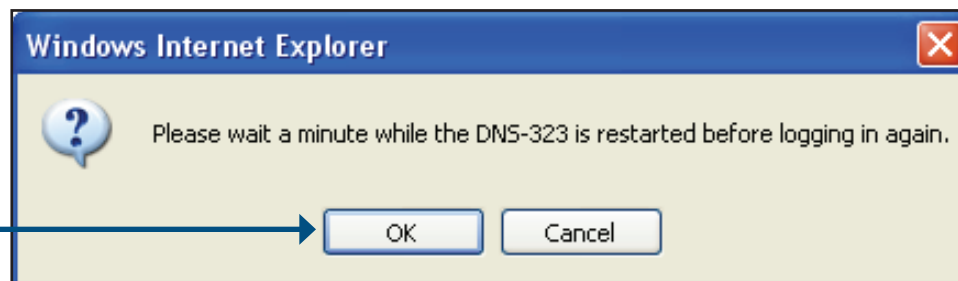 Windows Internet Explorer
?
Please wait a minute while the DNS-323 is restarted before logging in again.
OK
Cancel